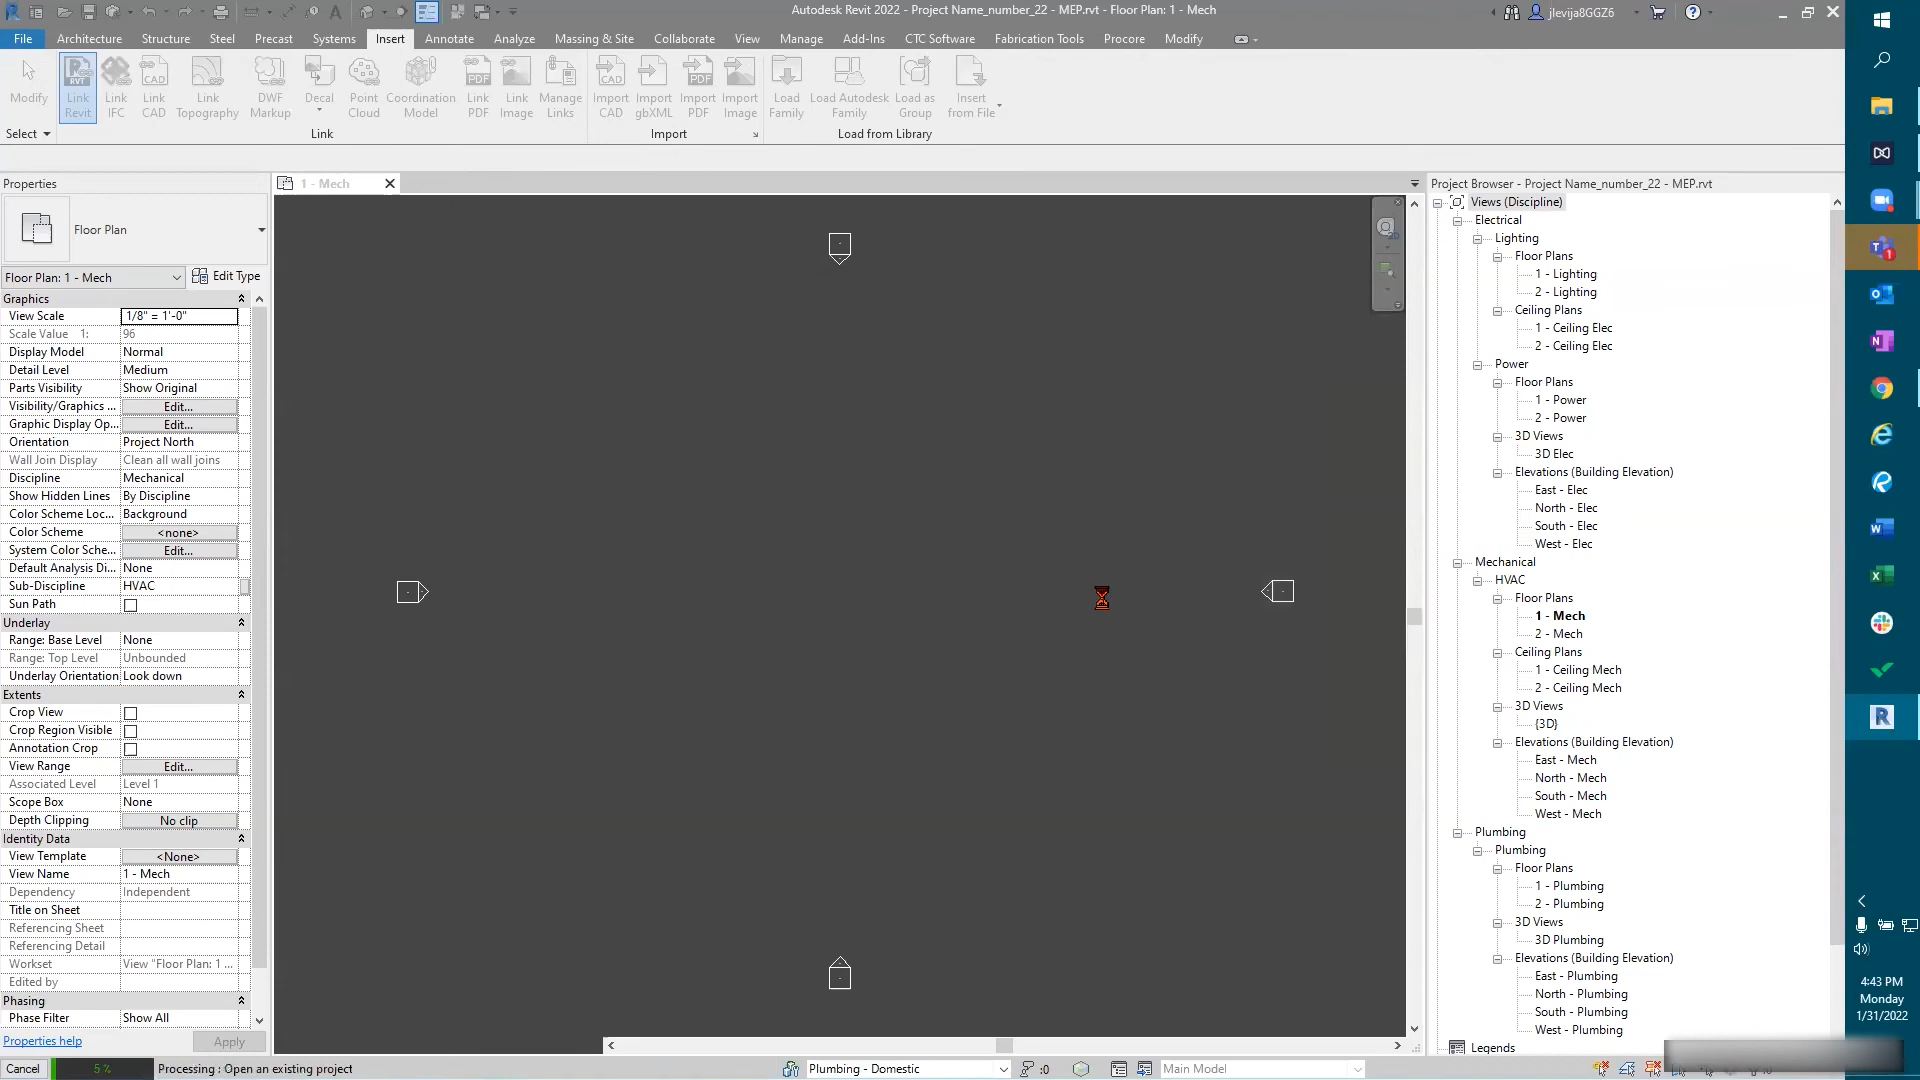 Autodesk Revit 2022 - Project Name_number_22 - MEP.rvt - Floor Plan: 1 - Mech
jlevija8GGZ6
File Architecture Structure Steel Precast Systems Insert Annotate Analyze Massing & Site Collaborate View Manage Add-Ins CTC Software Fabrication Tools Procore Modify
Modify
Link Revit
Link IFC
Link CAD
Link Topography
DWF Markup
Decal
Point Cloud
Coordination Model
Link PDF
Link Image
Manage Links
Import CAD
Import gbXML
Import PDF
Import Image
Load Family
Load Autodesk Family
Load as Group
Insert from File
Select
Link
Import
Load from Library
Properties
1 - Mech
Project Browser - Project Name_number_22 - MEP.rvt
Floor Plan
Floor Plan: 1 - Mech
Edit Type
Graphics
View Scale 1/8" = 1'-0"
Scale Value 1: 96
Display Model Normal
Detail Level Medium
Parts Visibility Show Original
Visibility/Graphics ... Edit...
Graphic Display Op... Edit...
Orientation Project North
Wall Join Display Clean all wall joins
Discipline Mechanical
Show Hidden Lines By Discipline
Color Scheme Loc... Background
Color Scheme <none>
System Color Sche... Edit...
Default Analysis Di... None
Sub-Discipline HVAC
Sun Path
Underlay
Range: Base Level None
Range: Top Level Unbounded
Underlay Orientation Look down
Extents
Crop View
Crop Region Visible
Annotation Crop
View Range Edit...
Associated Level Level 1
Scope Box None
Depth Clipping No clip
Identity Data
View Template <None>
View Name 1 - Mech
Dependency Independent
Title on Sheet
Referencing Sheet
Referencing Detail
Workset View "Floor Plan: 1 ...
Edited by
Phasing
Phase Filter Show All
Properties help
Apply
Views (Discipline)
Electrical
Lighting
Floor Plans
1 - Lighting
2 - Lighting
Ceiling Plans
1 - Ceiling Elec
2 - Ceiling Elec
Power
Floor Plans
1 - Power
2 - Power
3D Views
3D Elec
Elevations (Building Elevation)
East - Elec
North - Elec
South - Elec
West - Elec
Mechanical
HVAC
Floor Plans
1 - Mech
2 - Mech
Ceiling Plans
1 - Ceiling Mech
2 - Ceiling Mech
3D Views
{3D}
Elevations (Building Elevation)
East - Mech
North - Mech
South - Mech
West - Mech
Plumbing
Plumbing
Floor Plans
1 - Plumbing
2 - Plumbing
3D Views
3D Plumbing
Elevations (Building Elevation)
East - Plumbing
North - Plumbing
South - Plumbing
West - Plumbing
Legends
4:43 PM
Monday
1/31/2022
Cancel
5 %
Processing : Open an existing project
Plumbing - Domestic
:0
Main Model